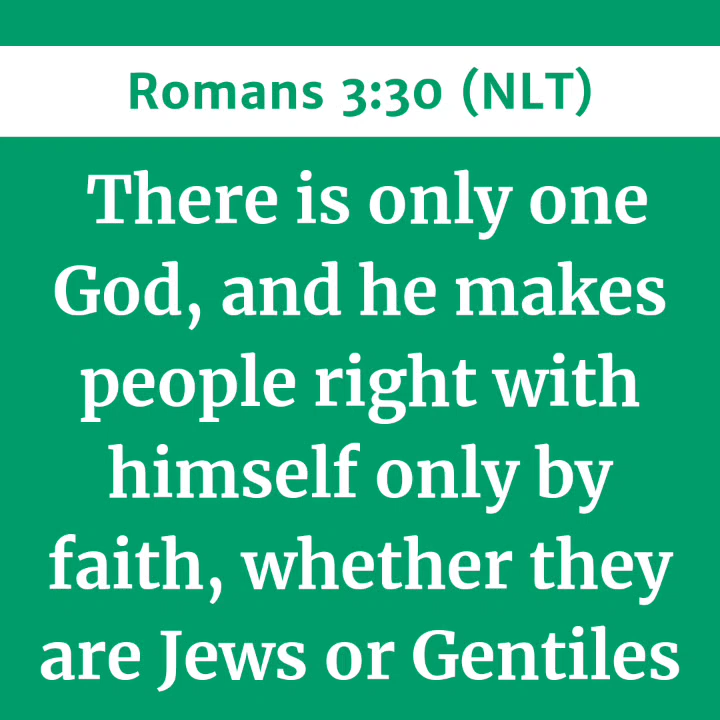 Romans 3:30 (NLT)
There is only one
God, and he makes
people right with
himself only by
faith, whether they
are Jews or Gentiles